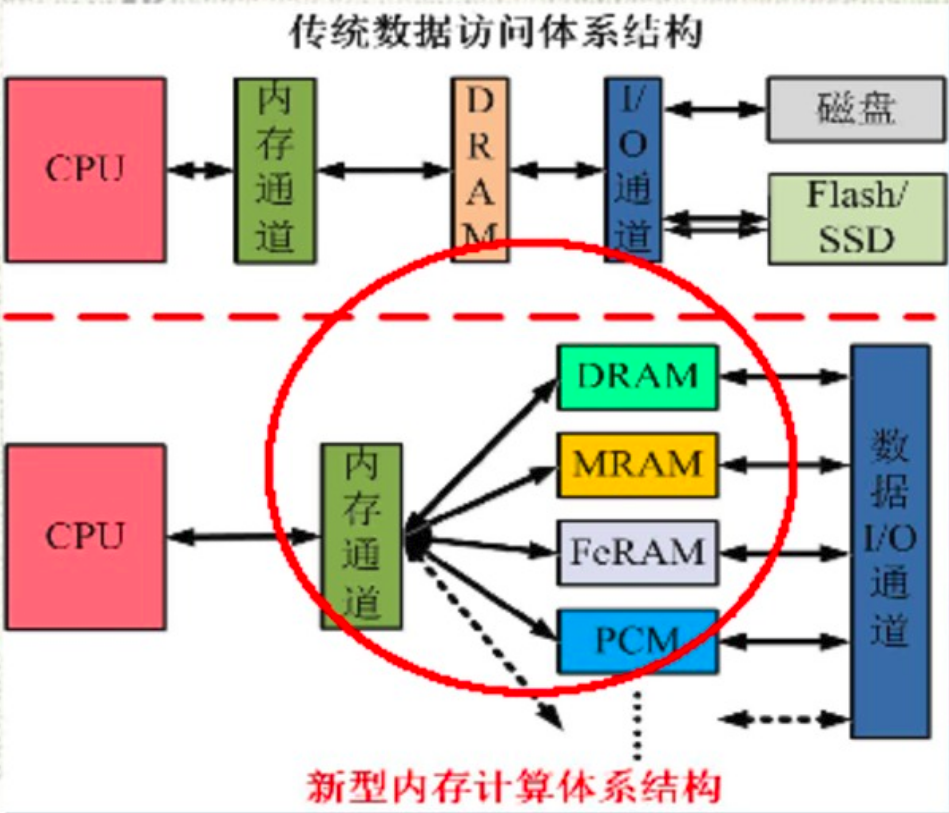 传统数据访问体系结构
CPU
内存通道
DRAM
I/O通道
磁盘
Flash/
SSD
CPU
内存通道
DRAM
MRAM
FeRAM
PCM
数据I/O通道
新型内存计算体系结构